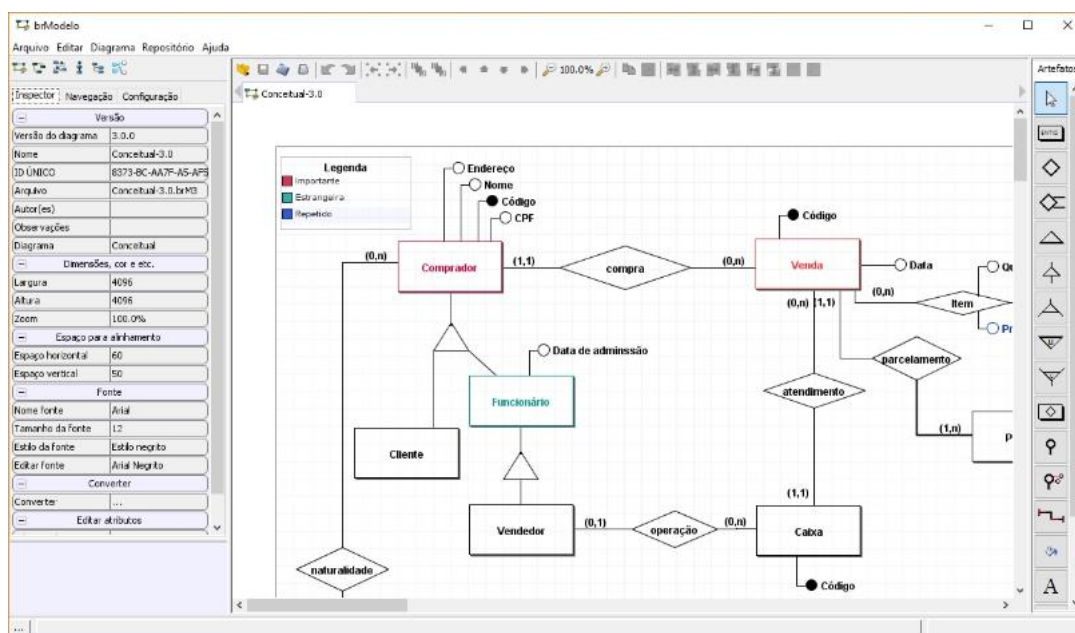 brModelo
Arquivo Editar Diagrama Repositório Ajuda
100.0%
Artefatos
Inspector Navegação Configuração
Conceitual-3.0
Versão
Versão do diagrama 3.0.0
Nome Conceitual-3.0
ID ÚNICO 8373-BC-AA7F-A5-AF5
Arquivo Conceitual-3.0.brM3
Autor(es)
Observações
Diagrama Conceitual
Dimensões, cor e etc.
Largura 4096
Altura 4096
Zoom 100.0%
Espaço para alinhamento
Espaço horizontal 60
Espaço vertical 50
Fonte
Nome fonte Arial
Tamanho da fonte 12
Estilo da fonte Estilo negrito
Editar fonte Arial Negrito
Converter
Converter ...
Editar atributos
Legenda
Importante
Estrangeira
Repetido
Endereço
Nome
Código
CPF
Código
(0,n) Comprador (1,1) compra (0,n) Venda Data
(0,n) Item
Qu
Pr
(0,n) (1,1)
Data de adminssão
parcelamento
Funcionário
atendimento
(1,n) P
Cliente
(1,1)
Vendedor (0,1) operação (0,n) Caixa
naturalidade
Código
A
...